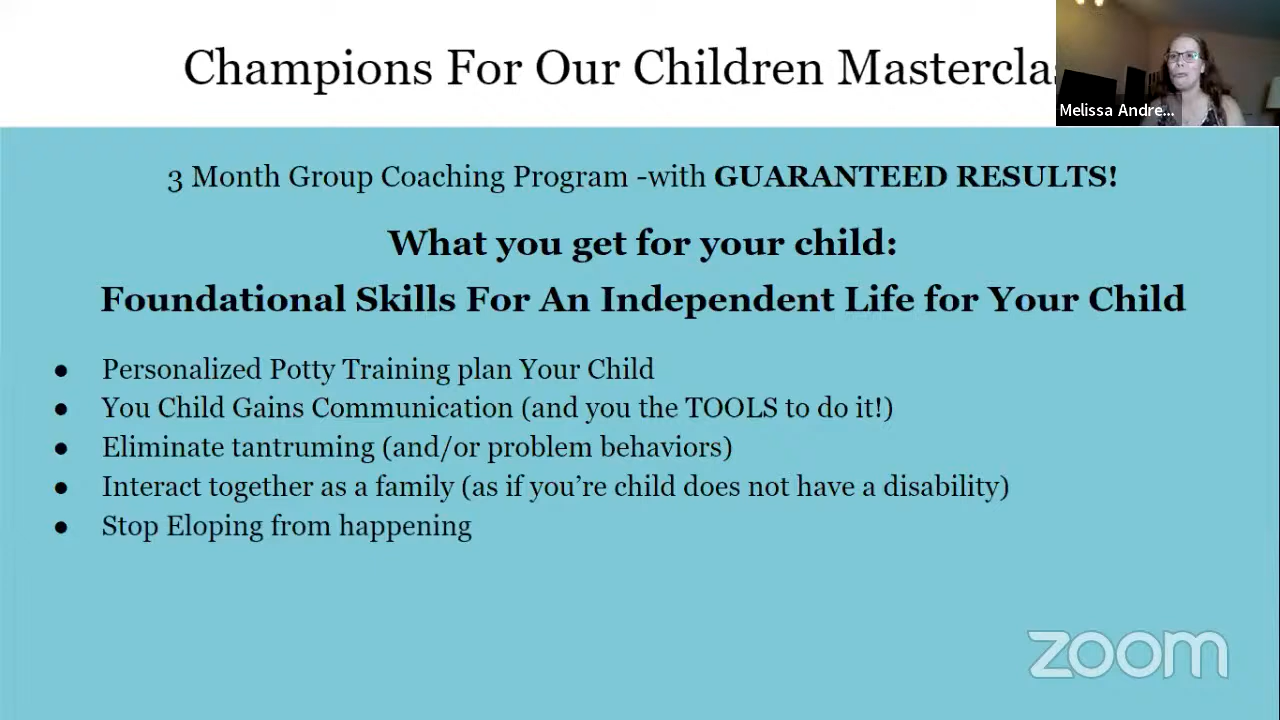 Champions For Our Children Mastercla
Melissa Andre...
3 Month Group Coaching Program -with GUARANTEED RESULTS!
What you get for your child:
Foundational Skills For An Independent Life for Your Child
● Personalized Potty Training plan Your Child
● You Child Gains Communication (and you the TOOLS to do it!)
● Eliminate tantruming (and/or problem behaviors)
● Interact together as a family (as if you’re child does not have a disability)
● Stop Eloping from happening
zoom